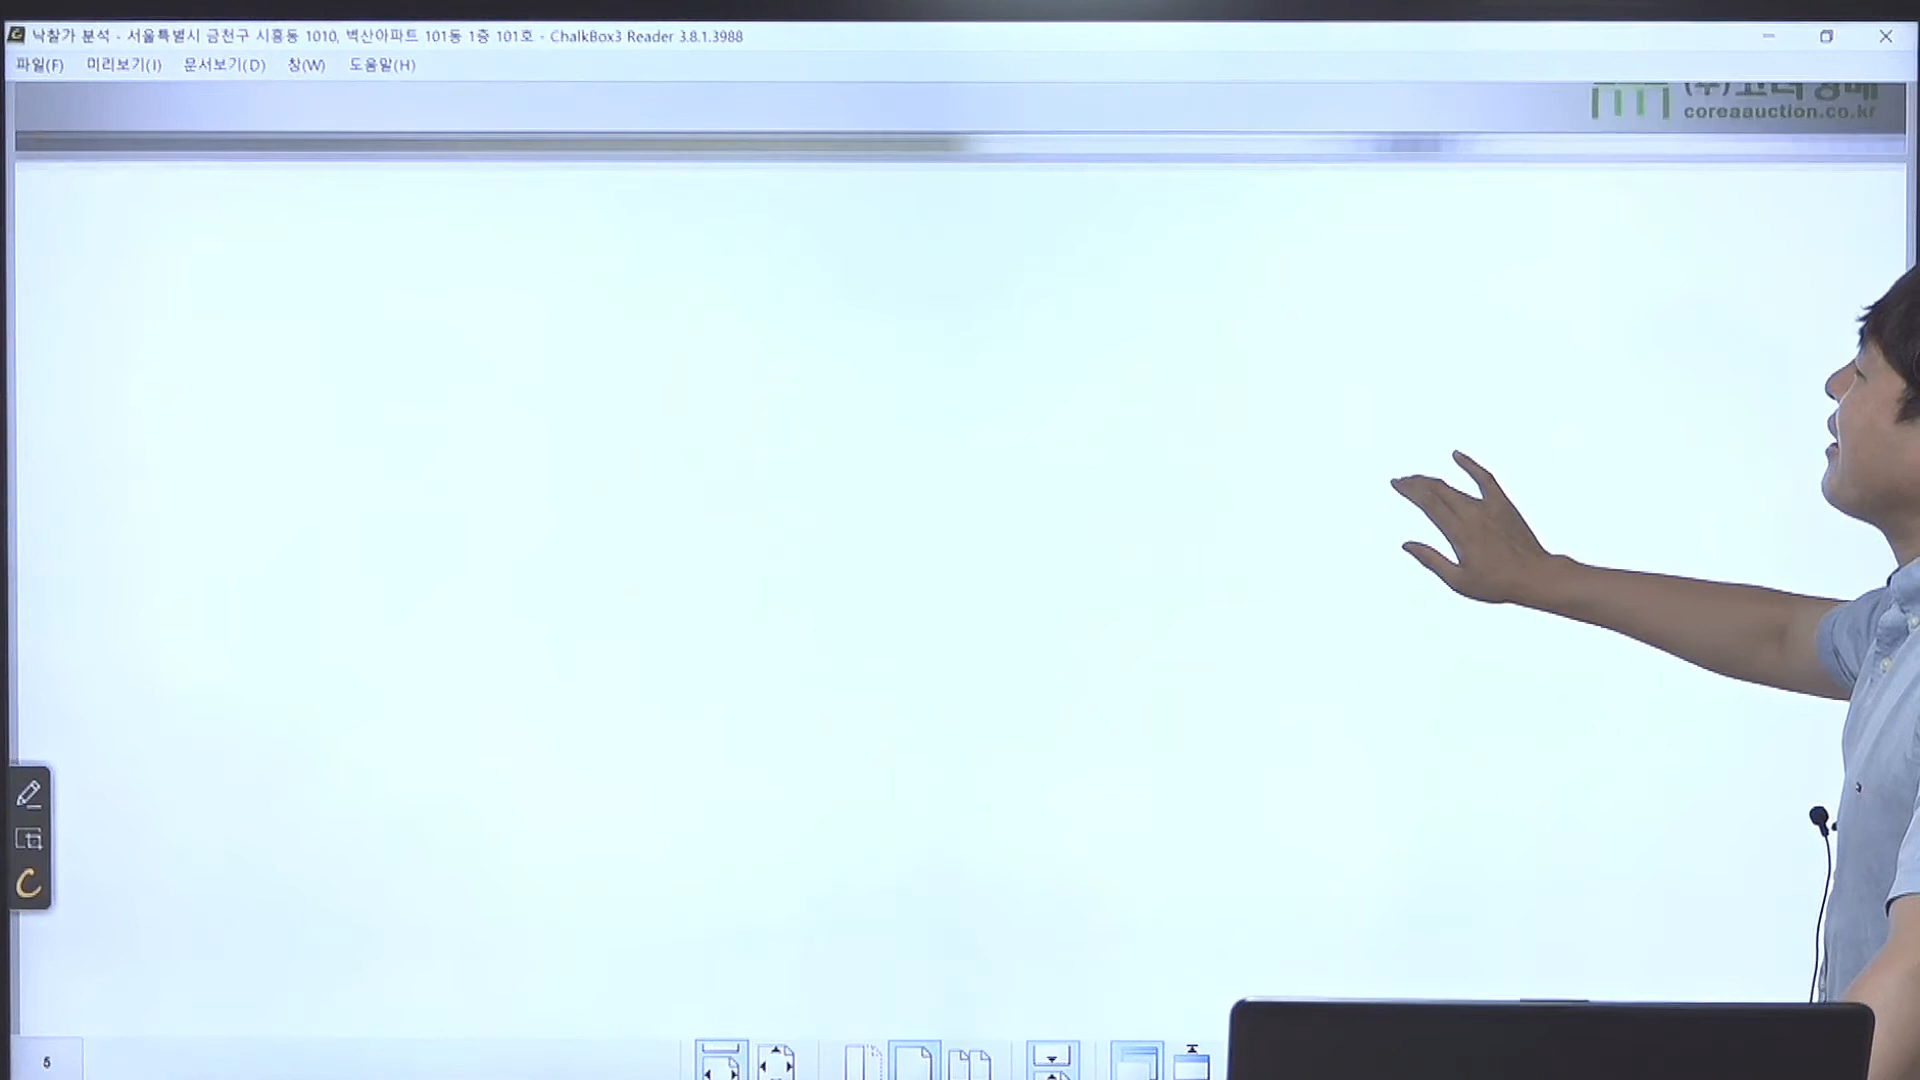 낙찰가 분석 - 서울특별시 금천구 시흥동 1010, 벽산아파트 101동 1층 101호 - ChalkBox3 Reader 3.8.1.3988
파일(F) 미리보기(I) 문서보기(D) 창(W) 도움말(H)
coreaauction.co.kr
5